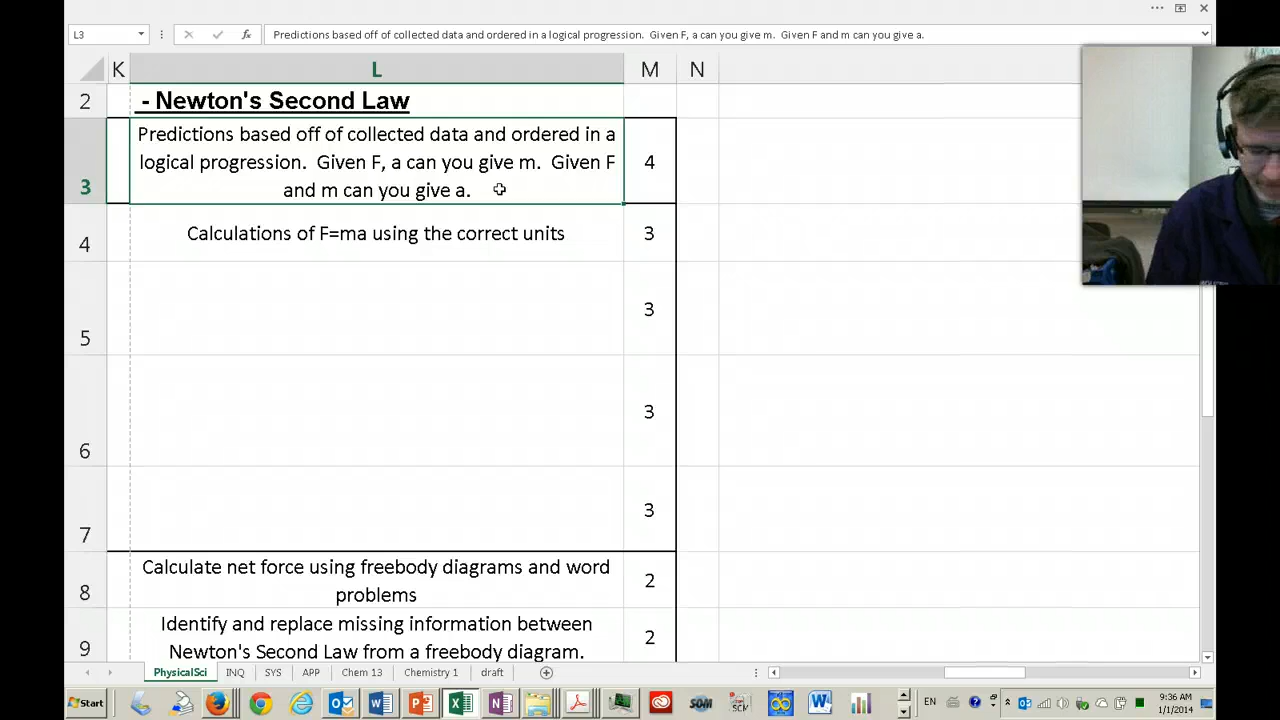 L3
Predictions based off of collected data and ordered in a logical progression.  Given F, a can you give m.  Given F and m can you give a.
K L M N
2 - Newton's Second Law
Predictions based off of collected data and ordered in a
logical progression.  Given F, a can you give m.  Given F
and m can you give a.
3 4
4 Calculations of F=ma using the correct units 3
5 3
6 3
7 3
Calculate net force using freebody diagrams and word
problems
8 2
Identify and replace missing information between
Newton's Second Law from a freebody diagram.
9 2
PhysicalSci INQ SYS APP Chem 13 Chemistry 1 draft
Start
EN
9:36 AM
1/1/2014